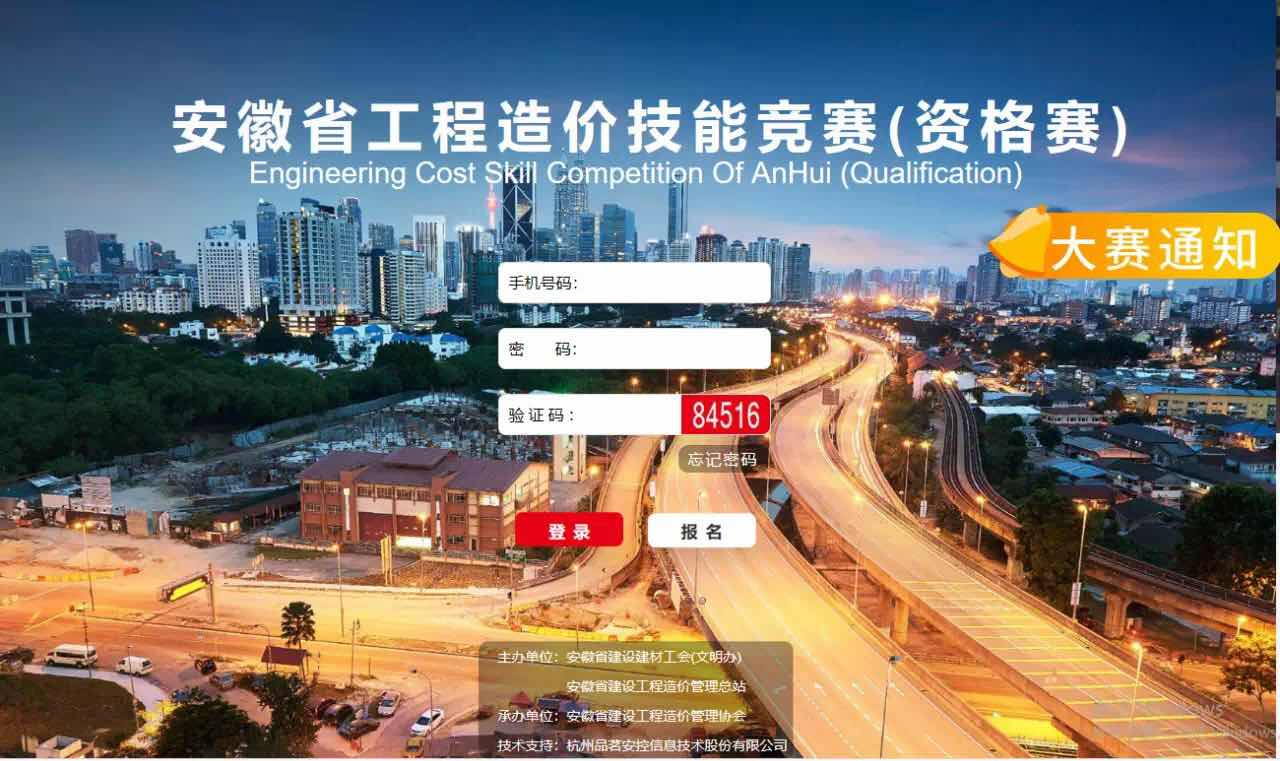 安徽省工程造价技能竞赛(资格赛)
Engineering Cost Skill Competition Of AnHui (Qualification)
大赛通知
手机号码:
密 码:
验证码: 84516
忘记密码
登录 报名
主办单位: 安徽省建设建材工会(文明办)
安徽省建设工程造价管理总站
承办单位: 安徽省建设工程造价管理协会
技术支持: 杭州品茗安控信息技术股份有限公司